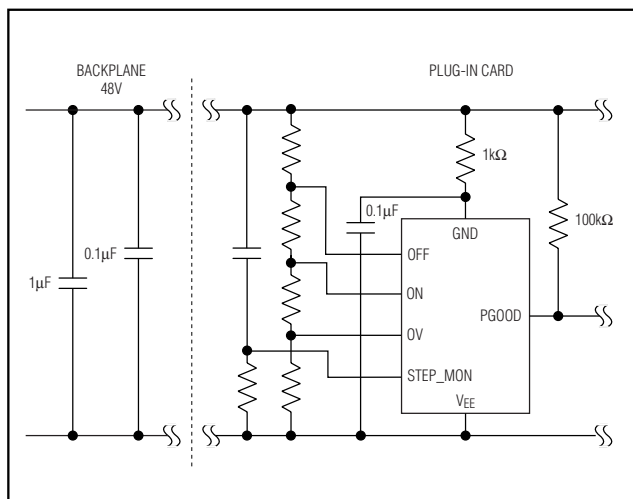 BACKPLANE
48V
PLUG-IN CARD
1kΩ
0.1μF
GND
100kΩ
0.1μF
OFF
1μF
ON
PGOOD
OV
STEP_MON
VEE